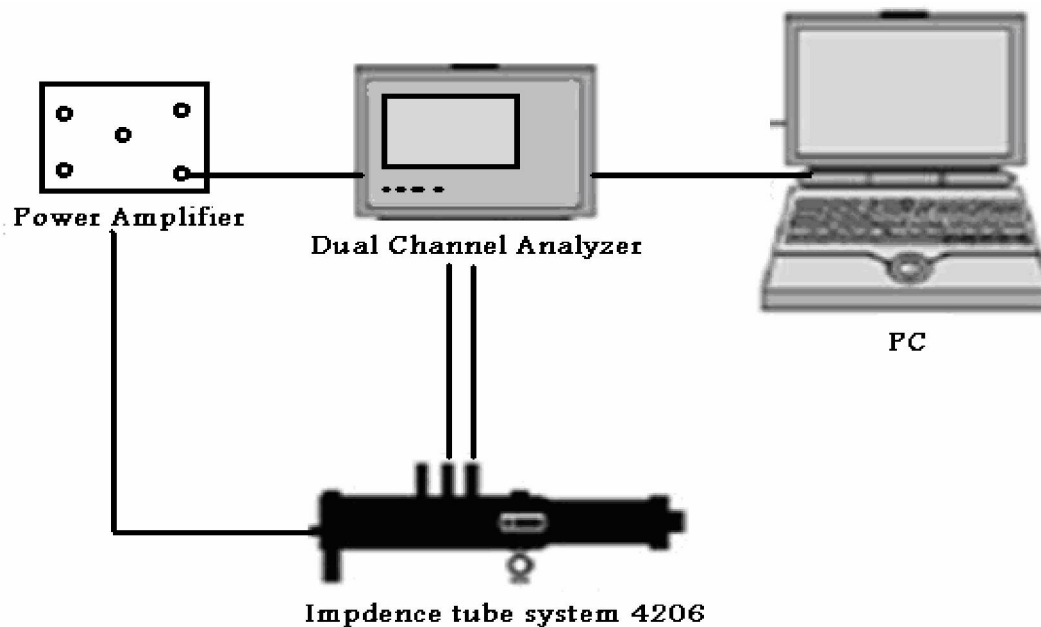 Power Amplifier
Dual Channel Analyzer
PC
Impdence tube system 4206